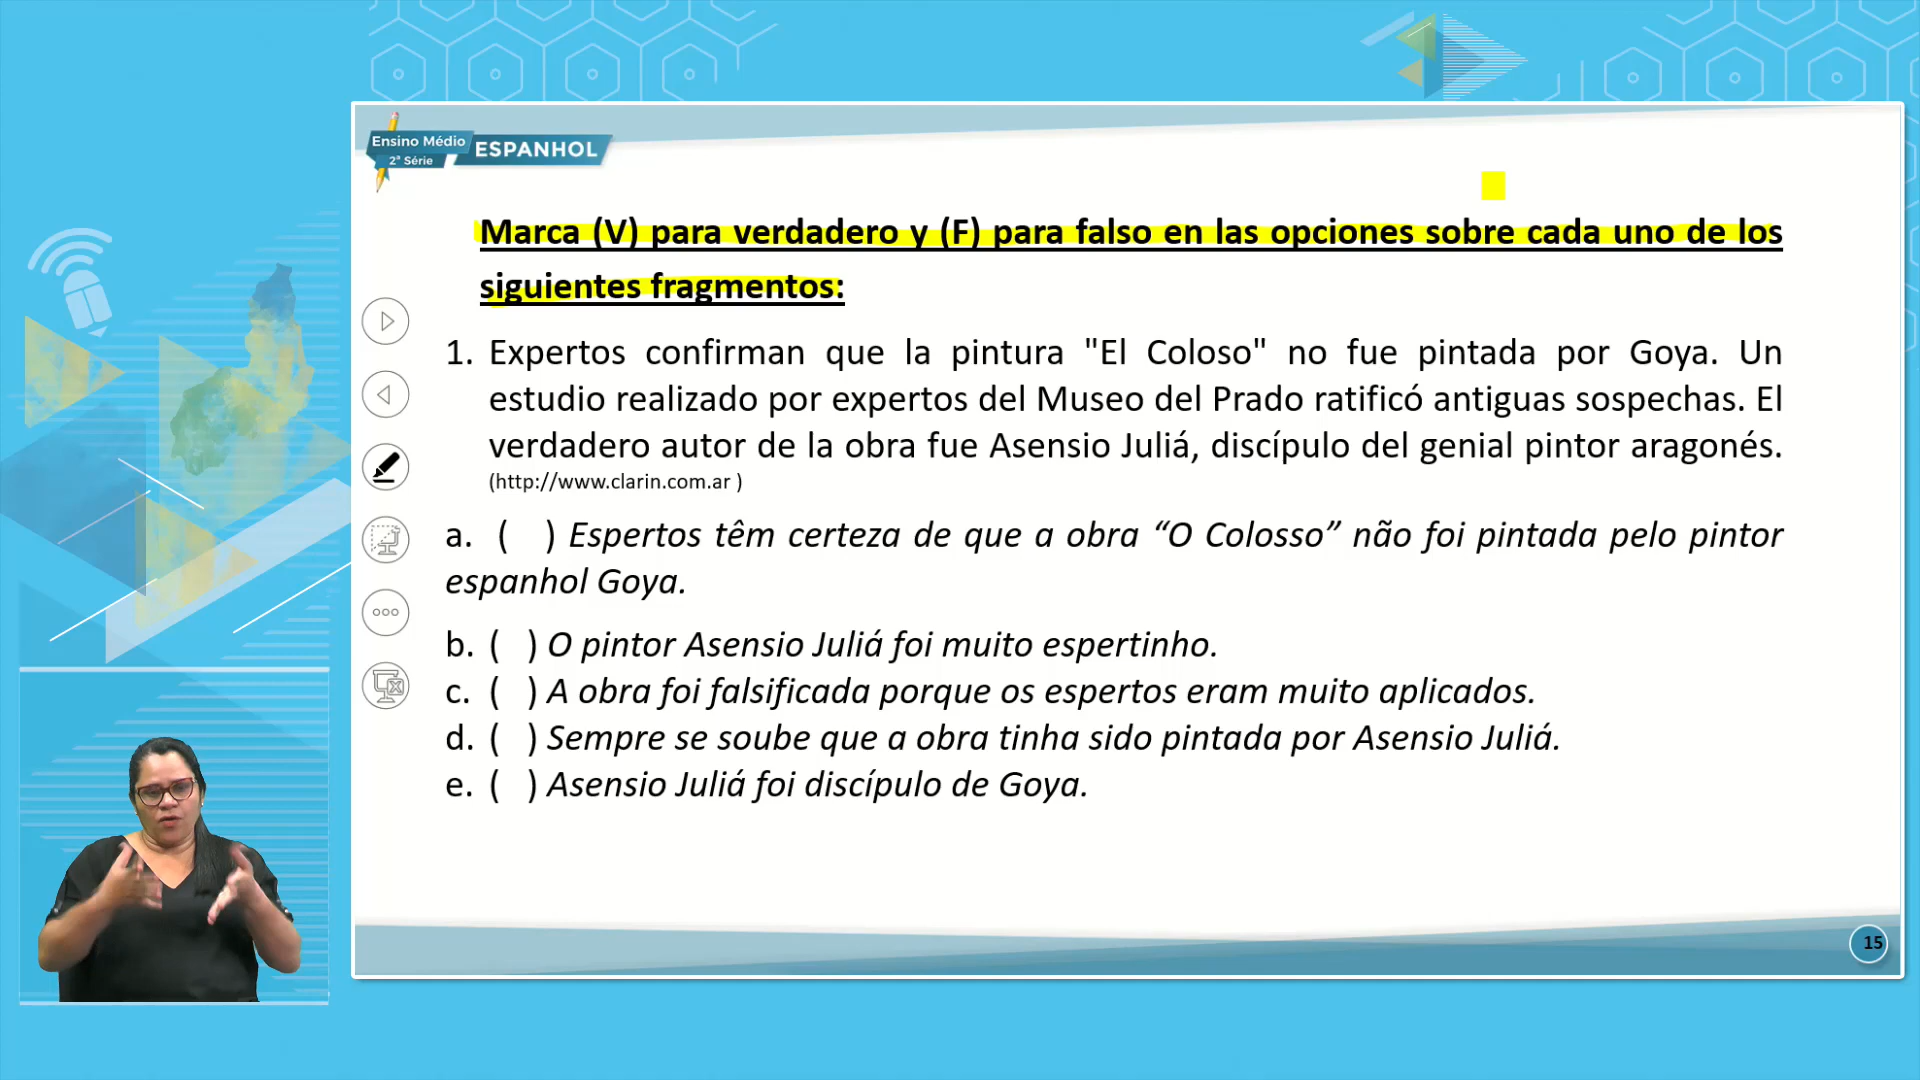 Ensino Médio
2ª Série
ESPANHOL
Marca (V) para verdadero y (F) para falso en las opciones sobre cada uno de los
siguientes fragmentos:
1. Expertos confirman que la pintura "El Coloso" no fue pintada por Goya. Un
estudio realizado por expertos del Museo del Prado ratificó antiguas sospechas. El
verdadero autor de la obra fue Asensio Juliá, discípulo del genial pintor aragonés.
(http://www.clarin.com.ar )
a. ( ) Espertos têm certeza de que a obra “O Colosso” não foi pintada pelo pintor
espanhol Goya.
b. ( ) O pintor Asensio Juliá foi muito espertinho.
c. ( ) A obra foi falsificada porque os espertos eram muito aplicados.
d. ( ) Sempre se soube que a obra tinha sido pintada por Asensio Juliá.
e. ( ) Asensio Juliá foi discípulo de Goya.
15